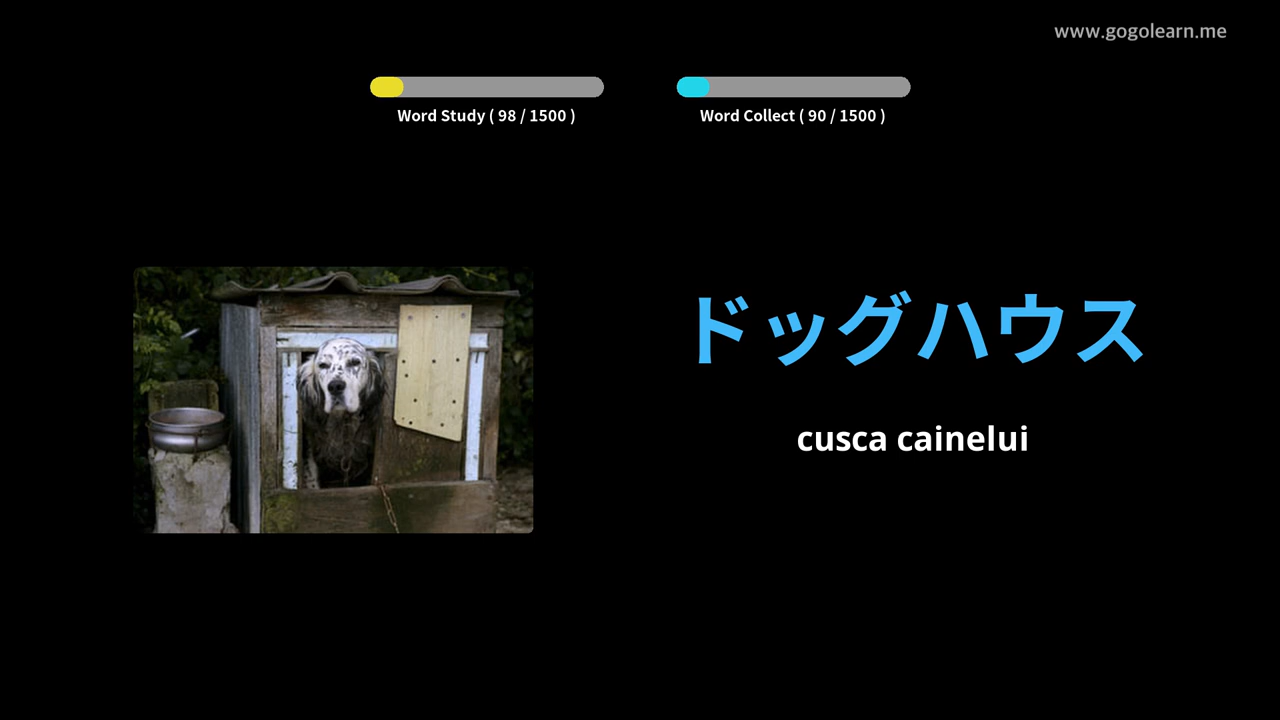 www.gogolearn.me
Word Study ( 98 / 1500 )
Word Collect ( 90 / 1500 )
ドッグハウス
cusca cainelui